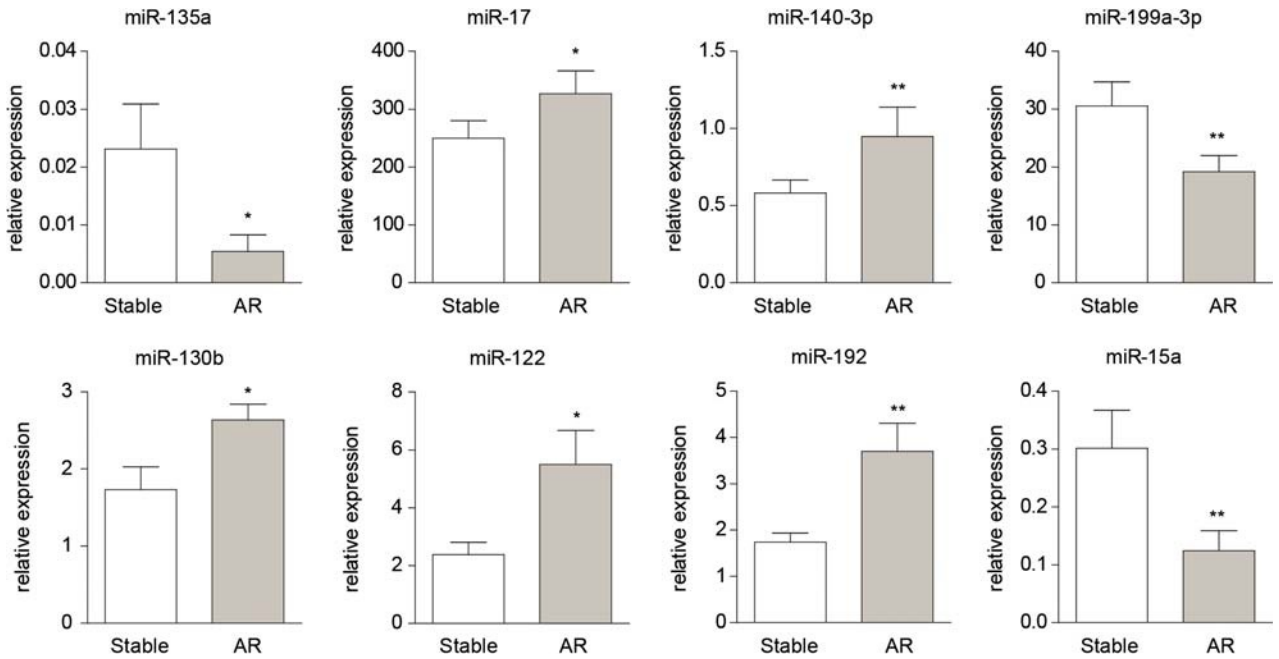 miR-135a
relative expression
0.04
0.03
0.02
0.01
0.00
*
Stable AR
miR-17
relative expression
400
300
200
100
0
*
Stable AR
miR-140-3p
relative expression
1.5
1.0
0.5
0.0
**
Stable AR
miR-199a-3p
relative expression
40
30
20
10
0
**
Stable AR
miR-130b
relative expression
3
2
1
0
*
Stable AR
miR-122
relative expression
8
6
4
2
0
*
Stable AR
miR-192
relative expression
5
4
3
2
1
0
**
Stable AR
miR-15a
relative expression
0.4
0.3
0.2
0.1
0.0
**
Stable AR